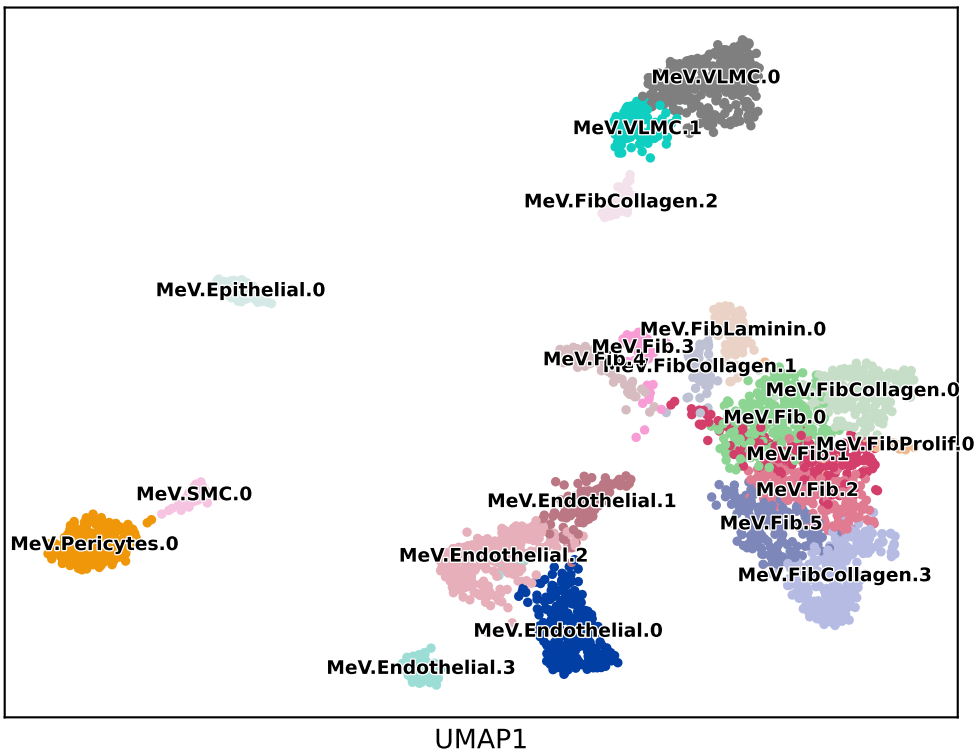 MeV.VLMC.0
MeV.VLMC.1
MeV.FibCollagen.2
MeV.Epithelial.0
MeV.FibLaminin.0
MeV.Fib.3
MeV.Fib.4
MeV.FibCollagen.1
MeV.FibCollagen.0
MeV.Fib.0
MeV.FibProlif.0
MeV.Fib.1
MeV.Fib.2
MeV.SMC.0
MeV.Endothelial.1
MeV.Fib.5
MeV.Pericytes.0
MeV.Endothelial.2
MeV.FibCollagen.3
MeV.Endothelial.0
MeV.Endothelial.3
UMAP1